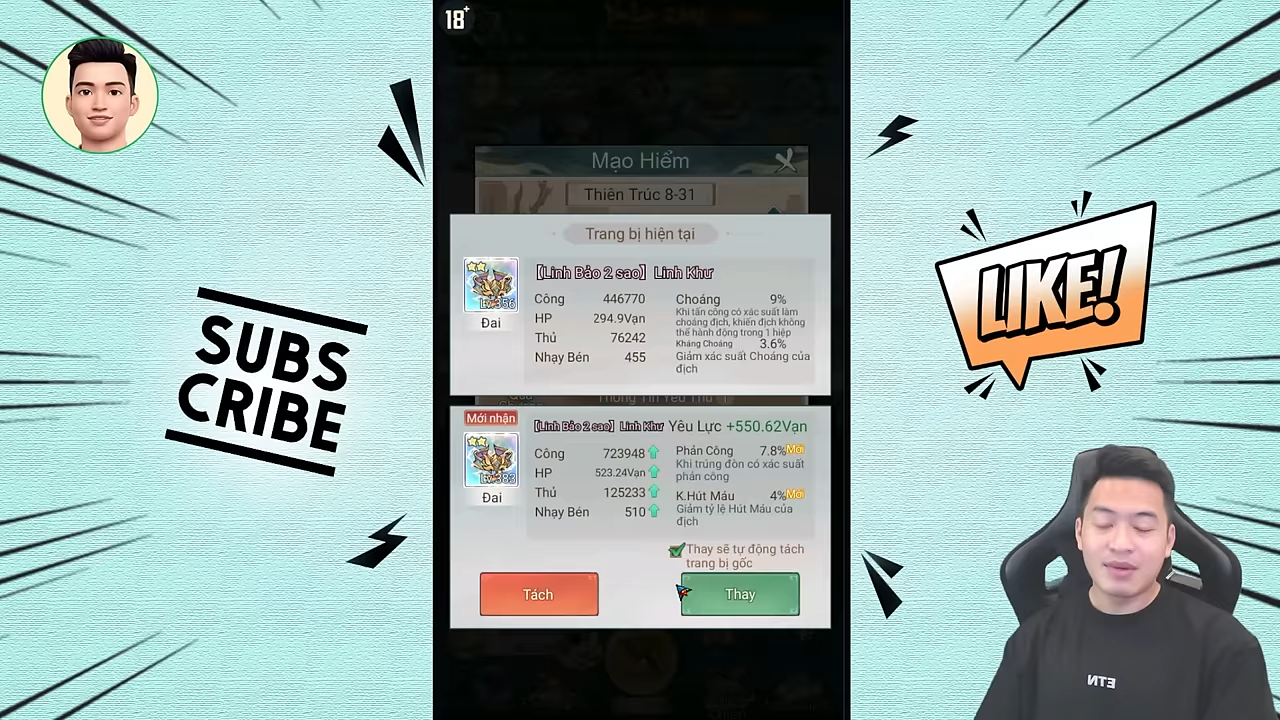 18+
Mạo Hiểm
Thiên Trúc 8-31
Trang bị hiện tại
【Linh Bảo 2 sao】 Linh Khư
Đai
Công 446770
HP 294.9Vạn
Thủ 76242
Nhạy Bén 455
Choáng 9%
Khi tấn công có xác suất làm
choáng địch, khiến địch không
thể hành động trong 1 hiệp
Kháng Choáng 3.6%
Giảm xác suất Choáng của
địch
Thông Tin Yêu Thú
Mới nhận
【Linh Bảo 2 sao】 Linh Khư Yêu Lực +550.62Vạn
Đai
Công 723948
HP 523.24Vạn
Thủ 125233
Nhạy Bén 510
Phản Công 7.8% Mới
Khi trúng đòn có xác suất
phản công
K.Hút Máu 4% Mới
Giảm tỷ lệ Hút Máu của
địch
Thay sẽ tự động tách
trang bị gốc
Tách
Thay
SUBS
CRIBE
LIKE!
ETN